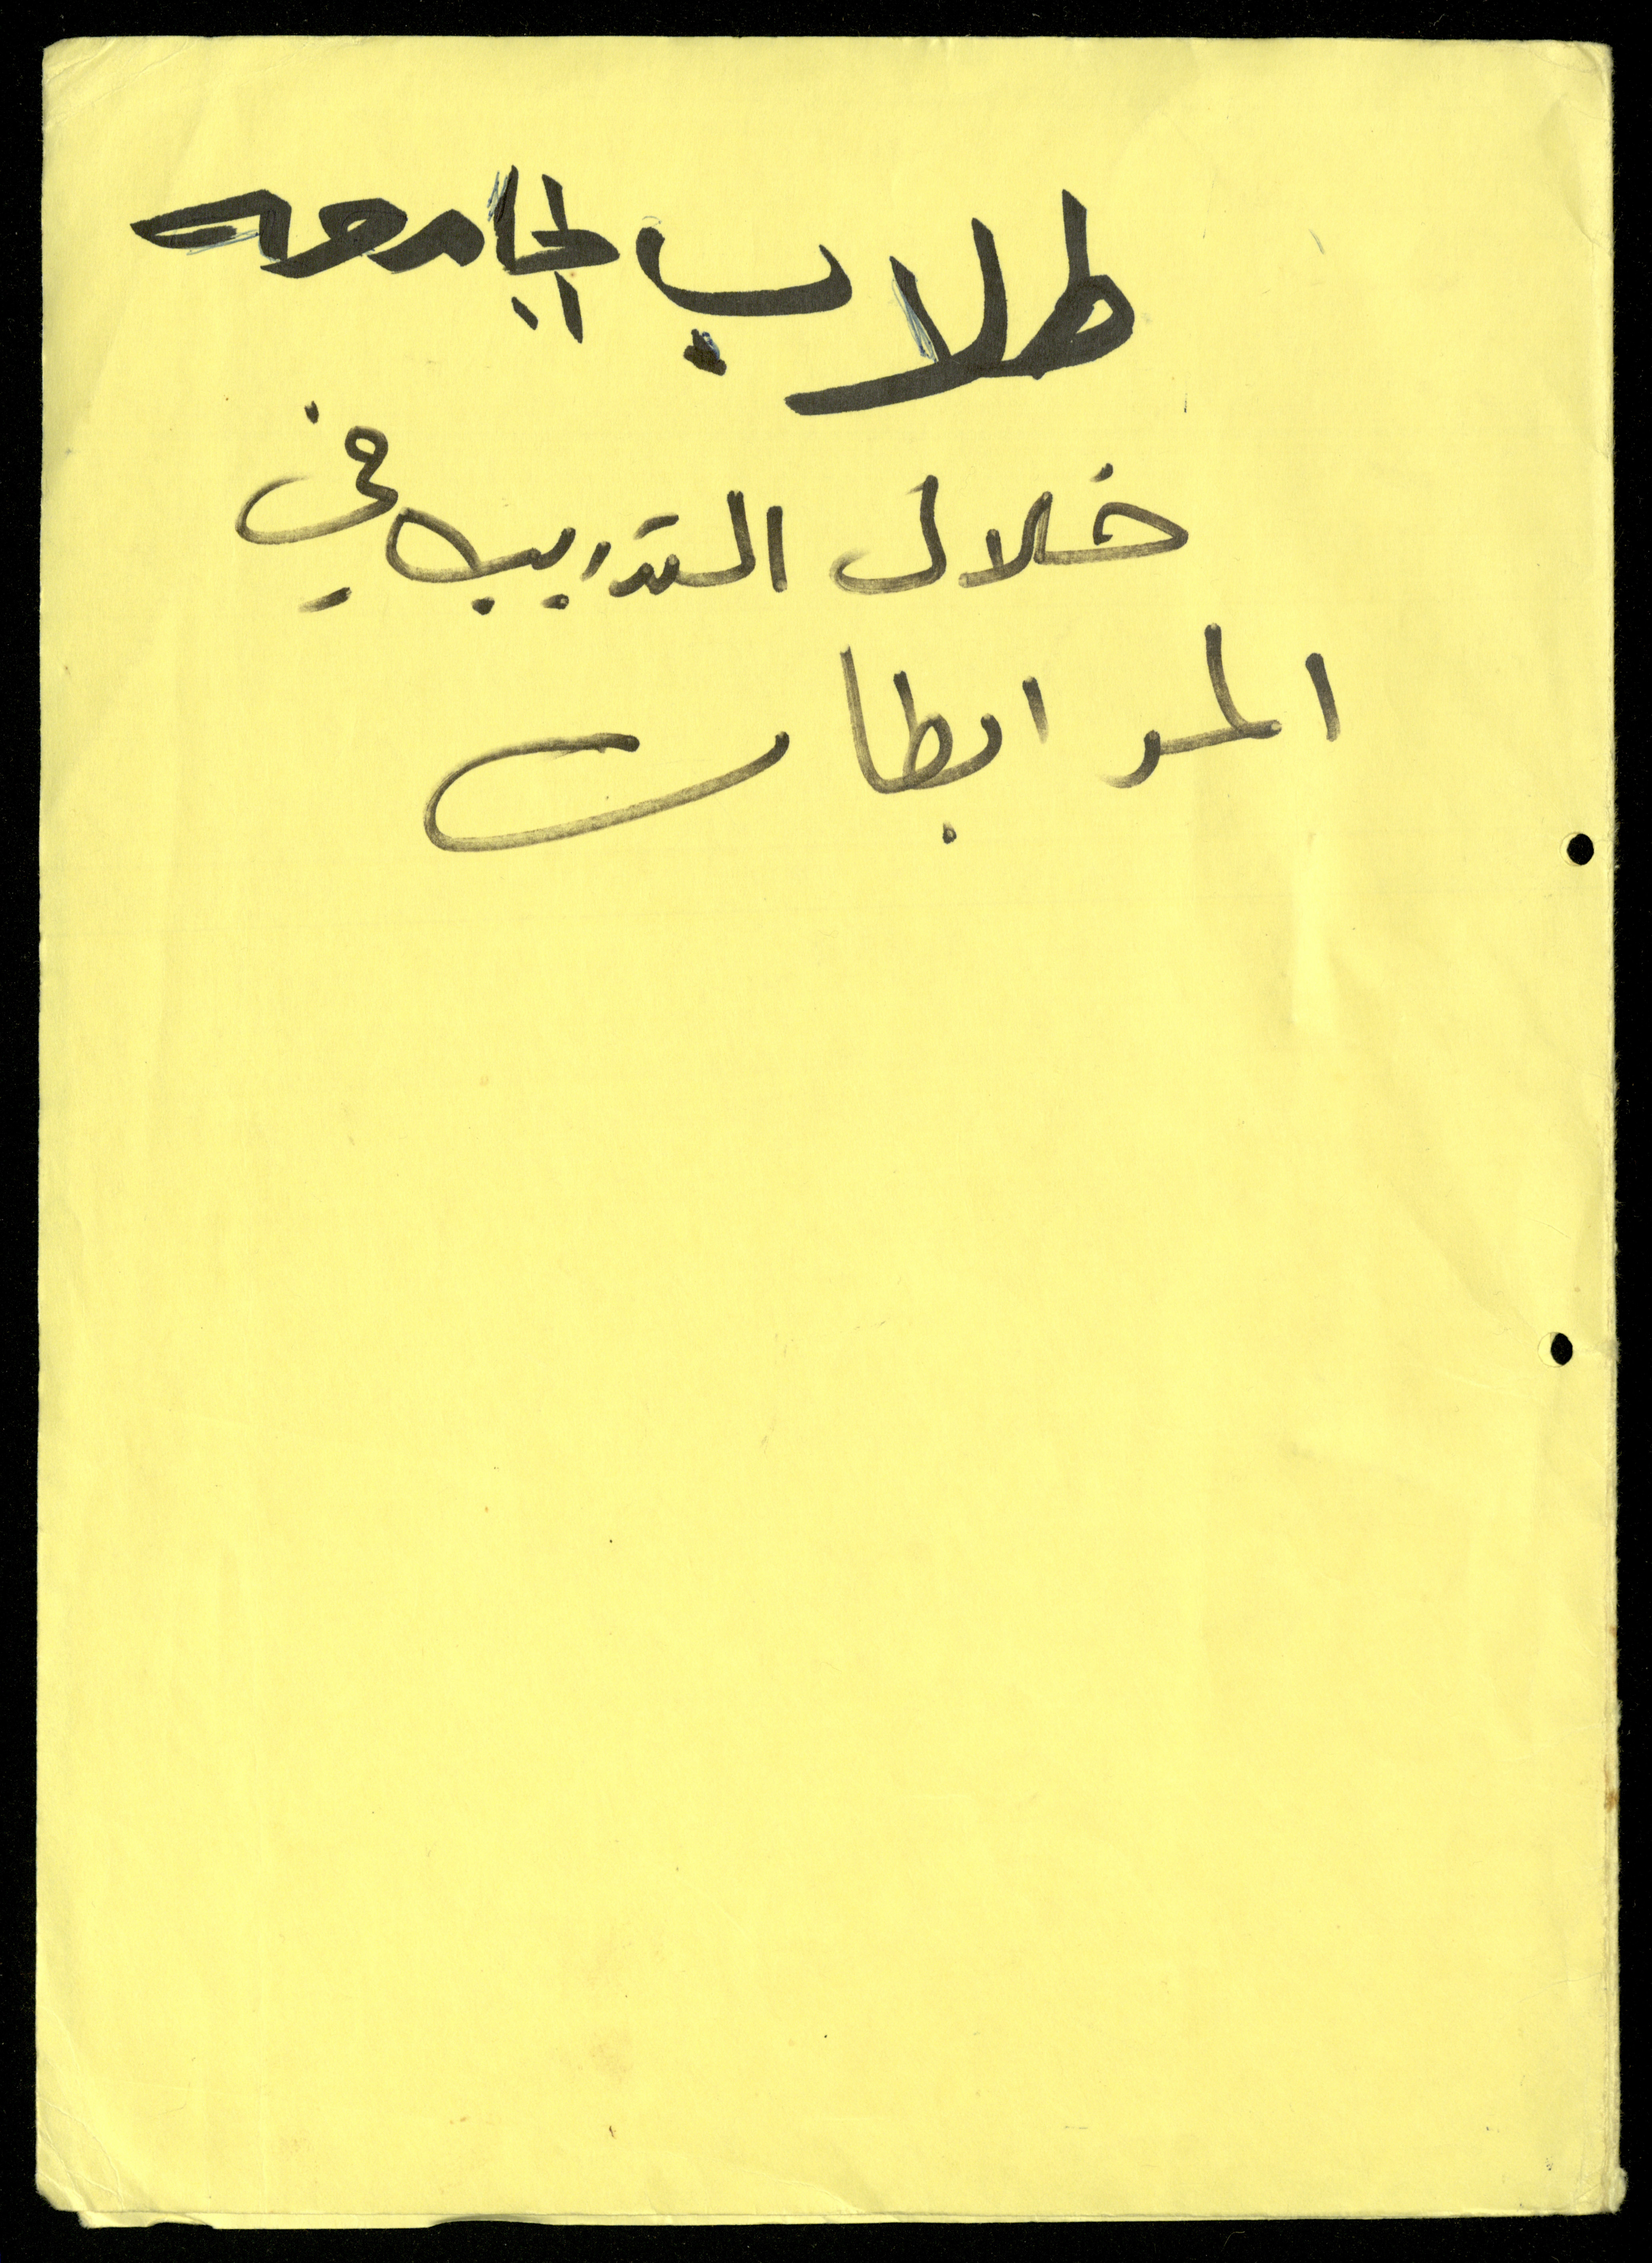 طلاب الجامعه
خلال التدريب في
المرابطات